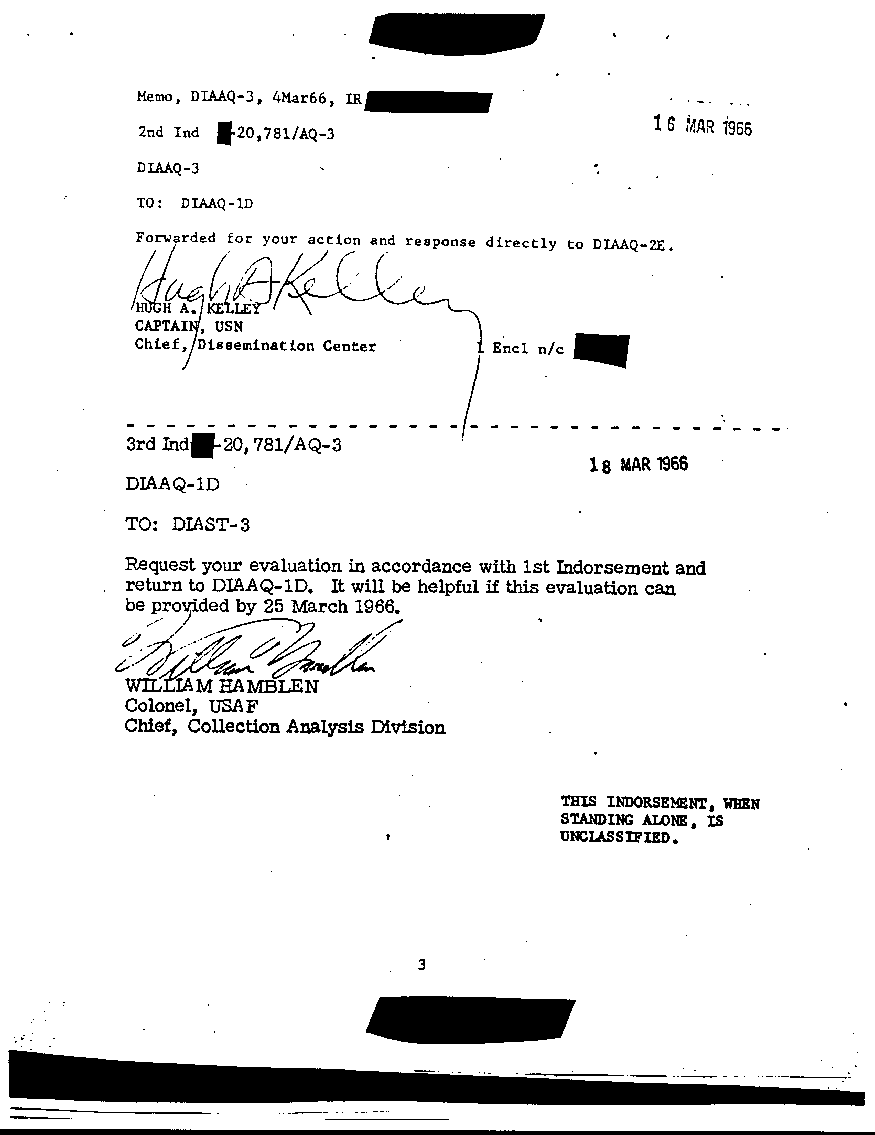 Memo, DIAAQ-3, 4Mar66, IR
16 MAR 1966
2nd Ind -20,781/AQ-3
DIAAQ-3
TO: DIAAQ-1D
Forwarded for your action and response directly to DIAAQ-2E.
Hugh A Kelley
HUGH A. KELLEY
CAPTAIN, USN
Chief, Dissemination Center
1 Encl n/c
3rd Ind -20,781/AQ-3
18 MAR 1966
DIAAQ-1D
TO: DIAST-3
Request your evaluation in accordance with 1st Indorsement and
return to DIAAQ-1D. It will be helpful if this evaluation can
be provided by 25 March 1966.
William Hamblen
WILLIAM HAMBLEN
Colonel, USAF
Chief, Collection Analysis Division
THIS INDORSEMENT, WHEN
STANDING ALONE, IS
UNCLASSIFIED.
3